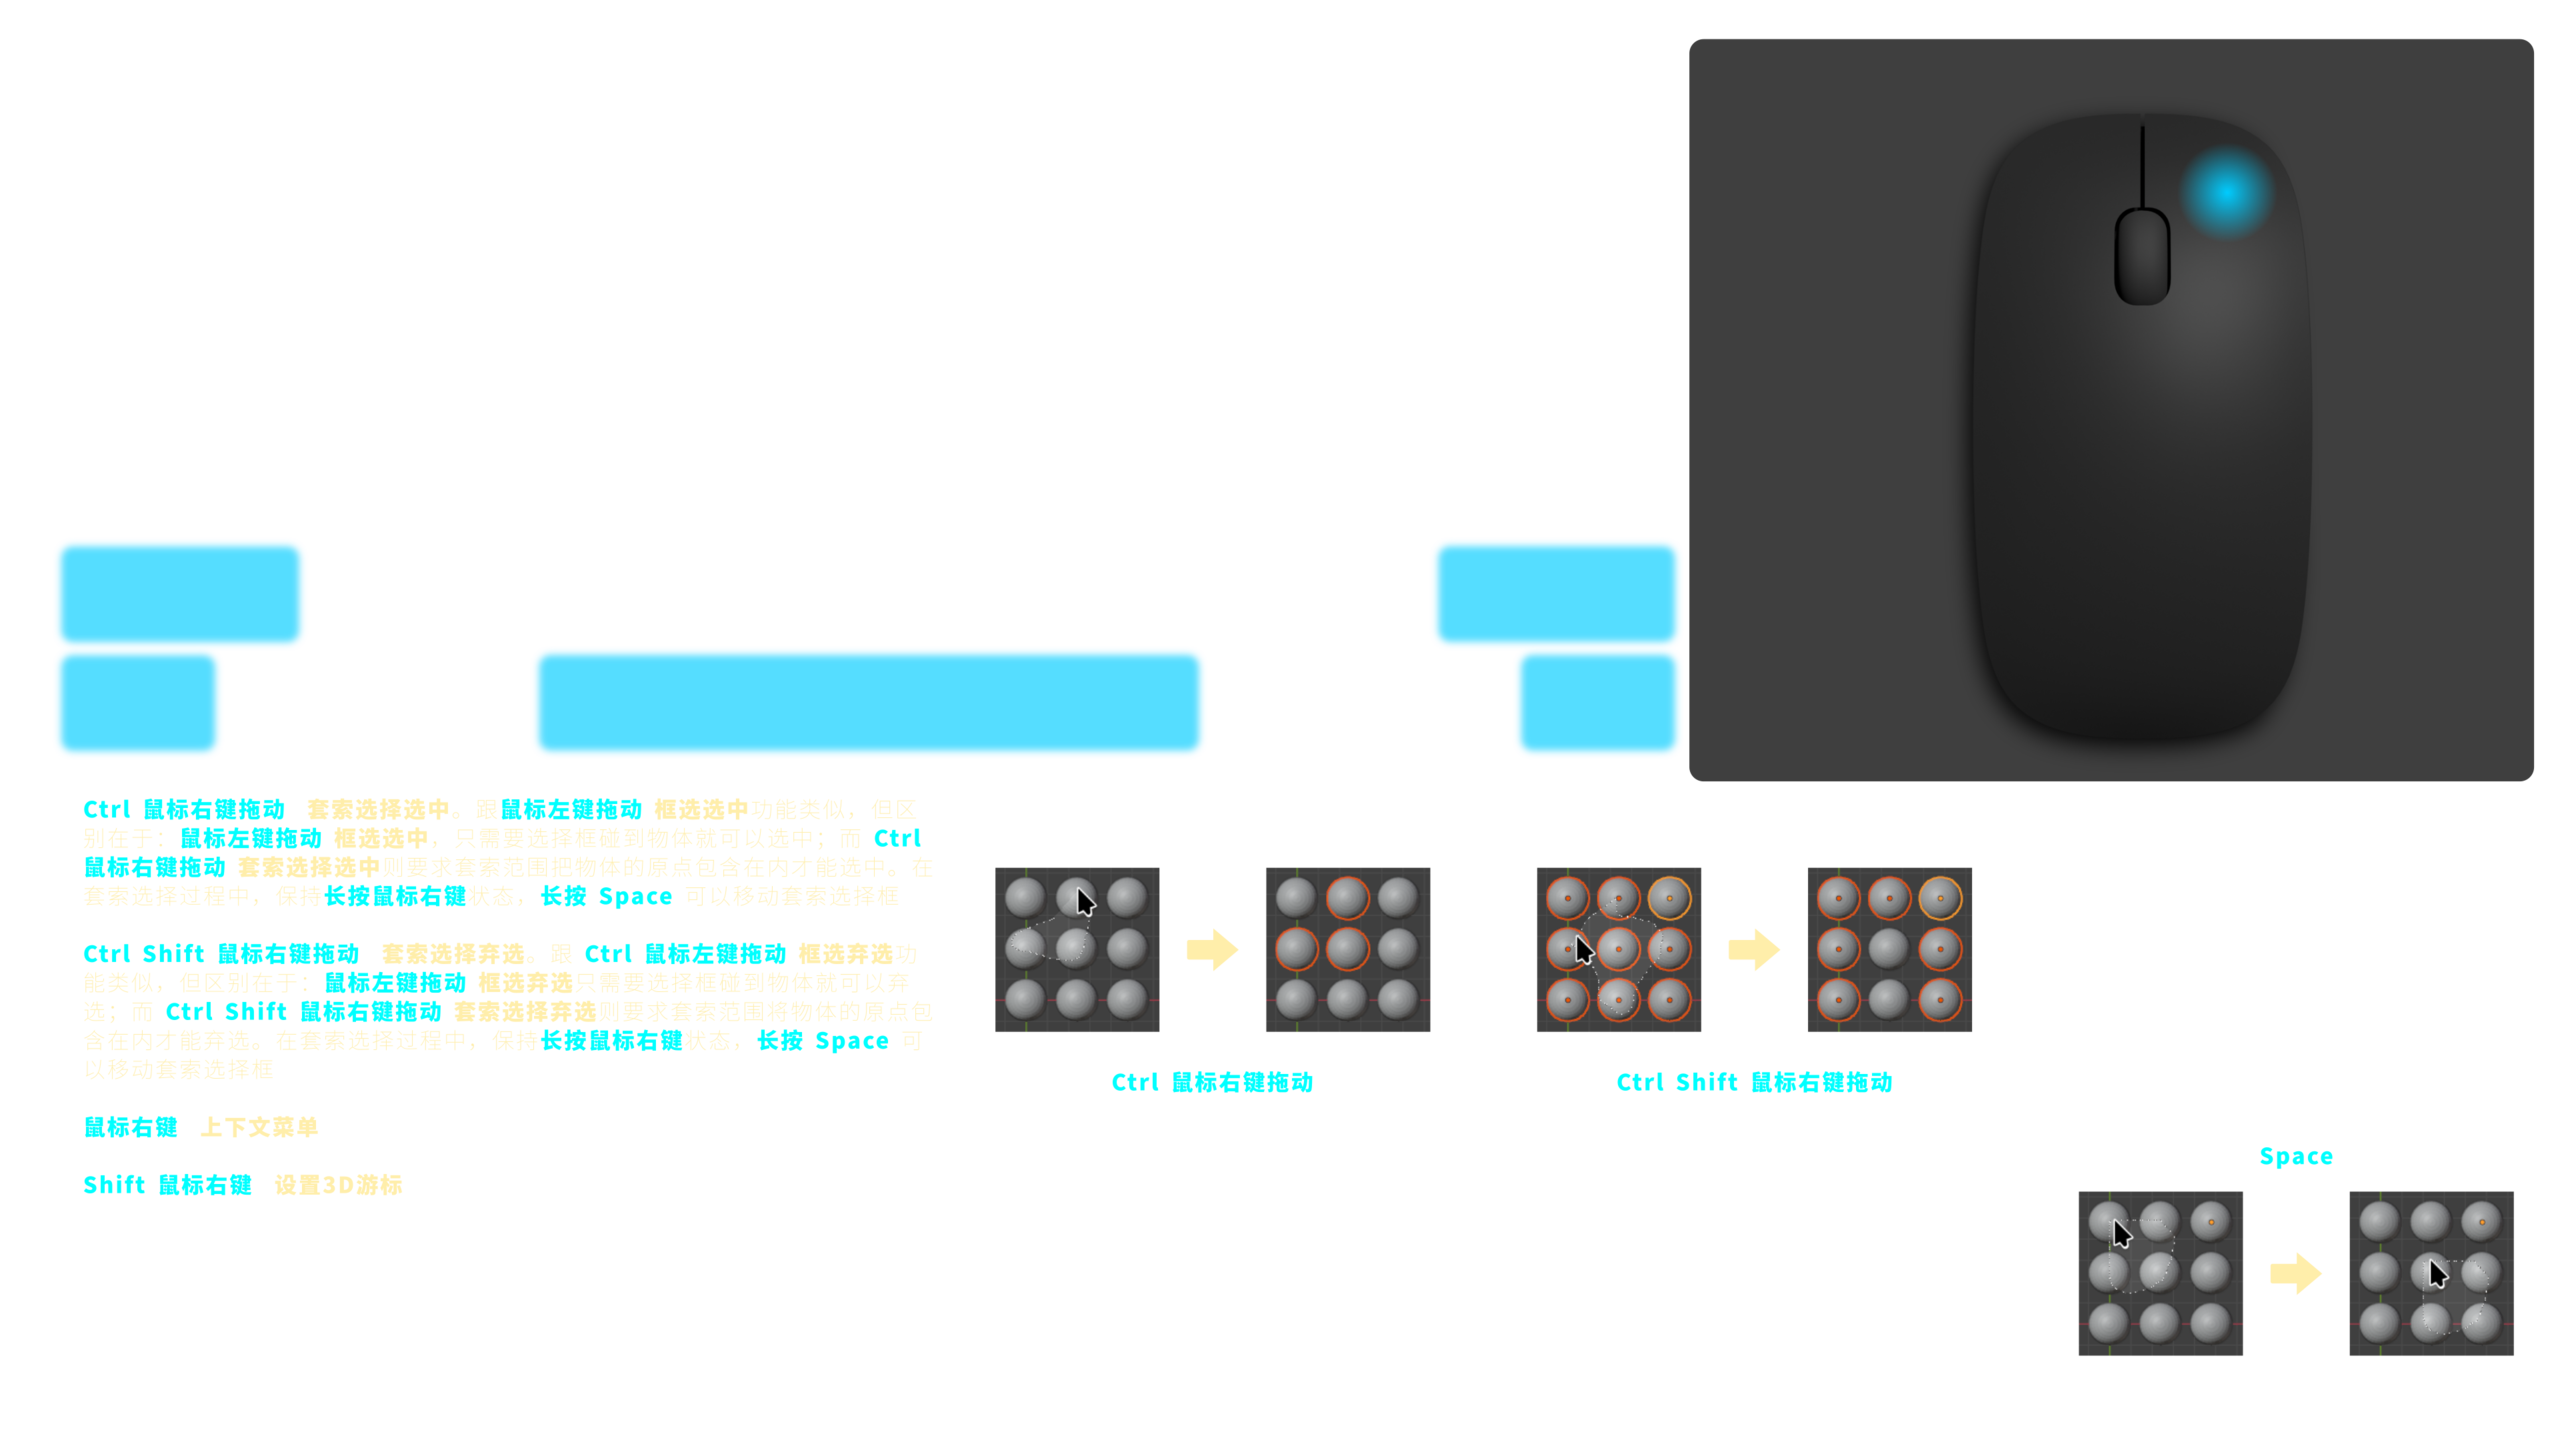 Ctrl 鼠标右键拖动 套索选择选中。跟鼠标左键拖动 框选选中功能类似，但区
别在于：鼠标左键拖动 框选选中，只需要选择框碰到物体就可以选中；而 Ctrl
鼠标右键拖动 套索选择选中则要求套索范围把物体的原点包含在内才能选中。在
套索选择过程中，保持长按鼠标右键状态，长按 Space 可以移动套索选择框
Ctrl Shift 鼠标右键拖动 套索选择弃选。跟 Ctrl 鼠标左键拖动 框选弃选功
能类似，但区别在于：鼠标左键拖动 框选弃选只需要选择框碰到物体就可以弃
选；而 Ctrl Shift 鼠标右键拖动 套索选择弃选则要求套索范围将物体的原点包
含在内才能弃选。在套索选择过程中，保持长按鼠标右键状态，长按 Space 可
以移动套索选择框
鼠标右键 上下文菜单
Shift 鼠标右键 设置3D游标
Ctrl 鼠标右键拖动
Ctrl Shift 鼠标右键拖动
Space